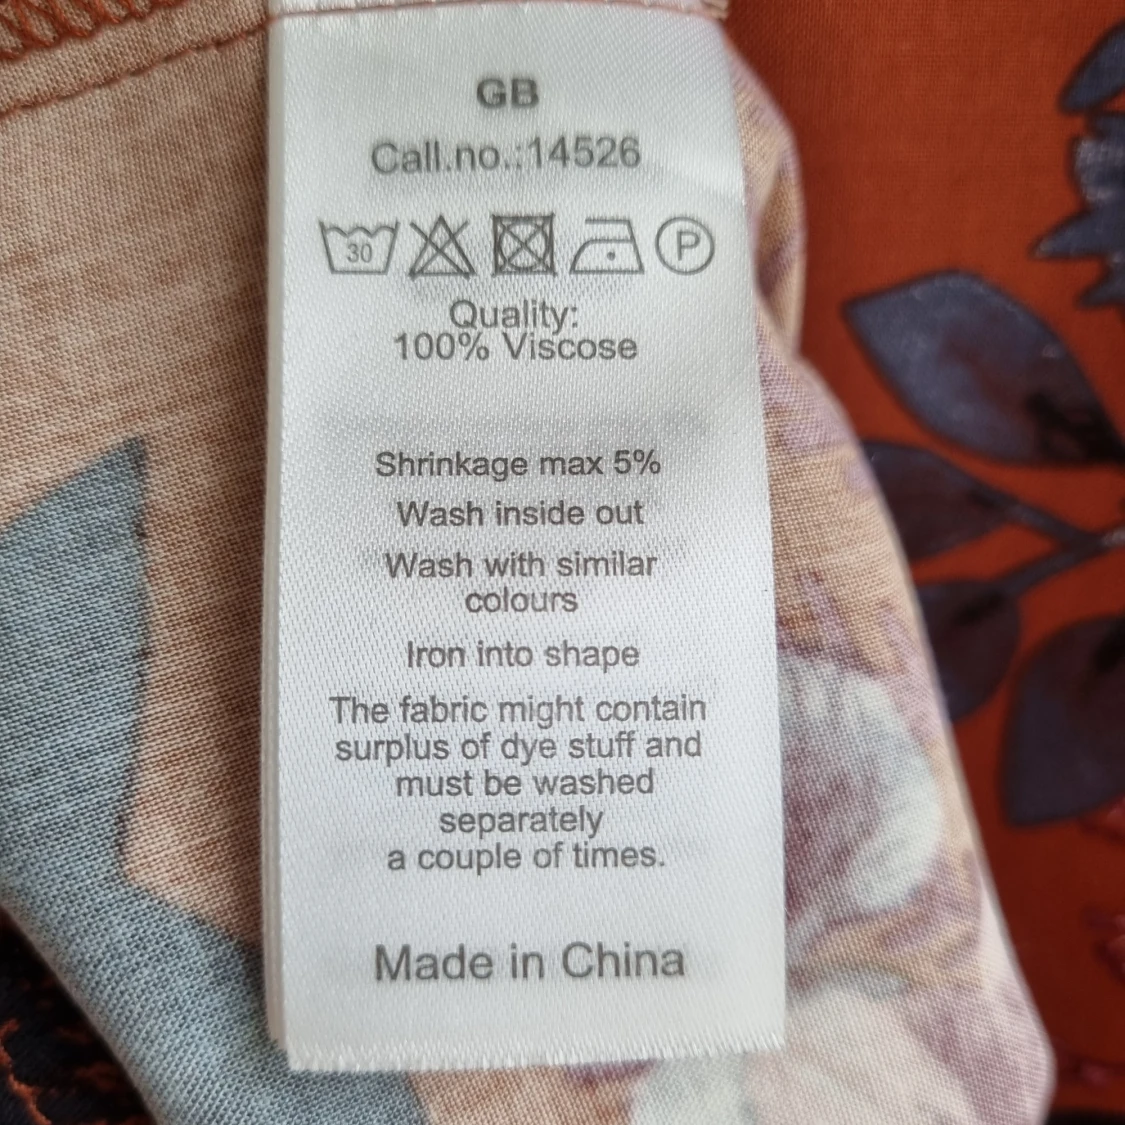 GB
Call.no.:14526
30 P
Quality:
100% Viscose
Shrinkage max 5%
Wash inside out
Wash with similar
colours
Iron into shape
The fabric might contain
surplus of dye stuff and
must be washed
separately
a couple of times.
Made in China